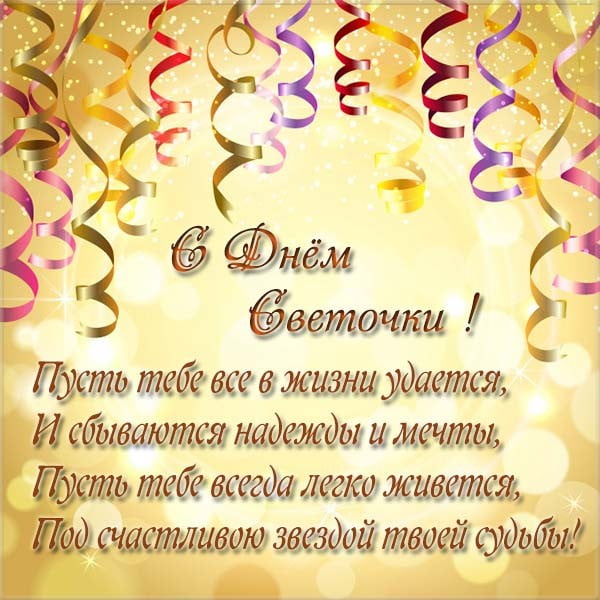 С Днём
Светочки !
Пусть тебе все в жизни удается,
И сбываются надежды и мечты,
Пусть тебе всегда легко живется,
Под счастливою звездой твоей судьбы!